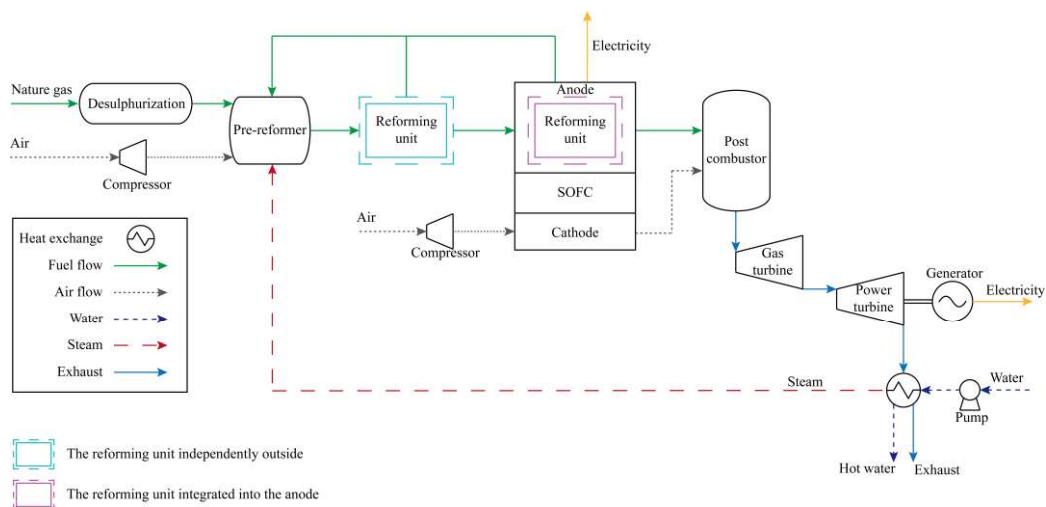 Electricity
Nature gas
Desulphurization
Anode
Pre-reformer
Reforming
unit
Reforming
unit
Post
combustor
Air
Compressor
SOFC
Air
Cathode
Compressor
Heat exchange
Fuel flow
Air flow
Water
Steam
Exhaust
Gas
turbine
Power
turbine
Generator
Electricity
Steam
Water
Pump
Hot water
Exhaust
The reforming unit independently outside
The reforming unit integrated into the anode